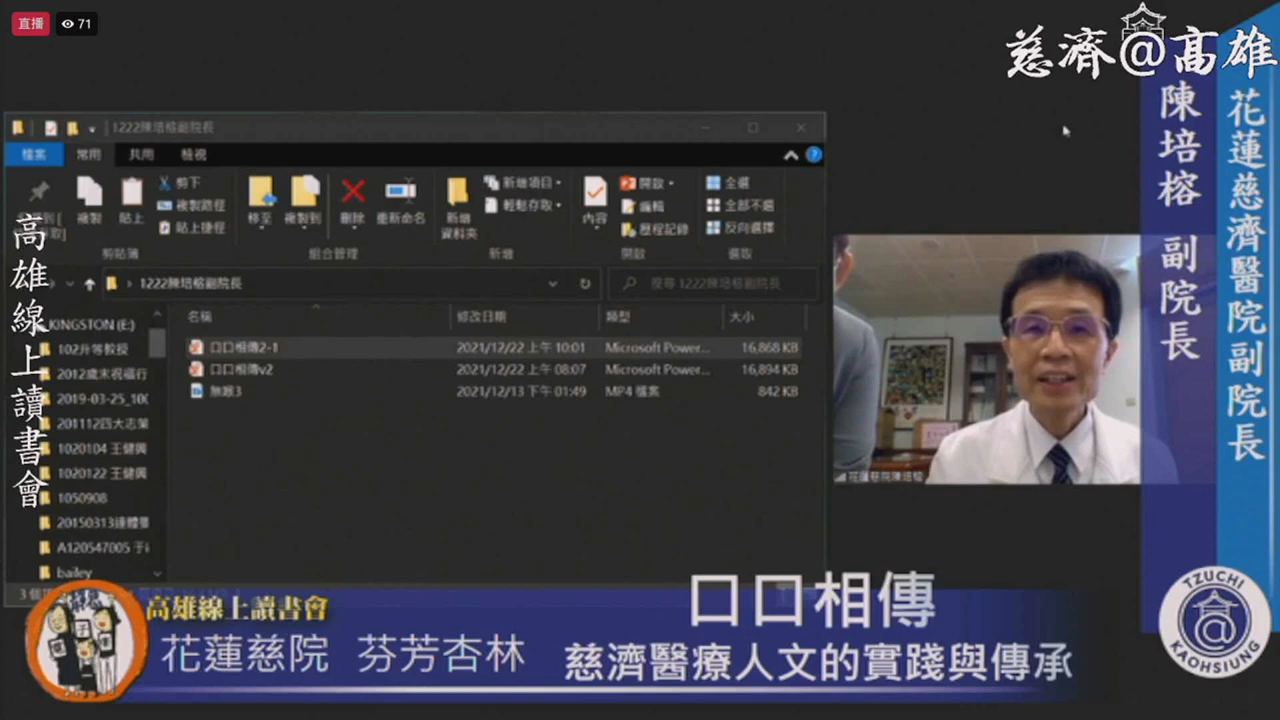 直播
71
慈濟@高雄
花蓮慈濟醫院副院長
陳培榕 副院長
高雄線上讀書會
1222陳培榕副院長
檔案
常用
共用
檢視
複製
貼上
剪下
複製路徑
貼上捷徑
剪貼簿
移至
複製到
刪除
重新命名
組合管理
新增
資料夾
新增項目
輕鬆存取
新增
內容
開啟
編輯
歷程記錄
開啟
全選
全部不選
反向選擇
選取
1222陳培榕副院長
搜尋 1222陳培榕副院長
名稱
修改日期
類型
大小
口口相傳2-1
2021/12/22 上午 10:01
Microsoft Power...
16,868 KB
口口相傳v2
2021/12/22 上午 08:07
Microsoft Power...
16,894 KB
無眠3
2021/12/13 下午 01:49
MP4 檔案
842 KB
KINGSTON (E:)
102升等教授
2012歲末祝福行
2019-03-25_10(
201112四大志業
1020104 王健興
1020122 王健興
1050908
20150313達體
A120547005 于
bailey
花蓮慈院陳培榕
高雄線上讀書會
花蓮慈院 芬芳杏林
口口相傳
慈濟醫療人文的實踐與傳承
TZUCHI
KAOHSIUNG